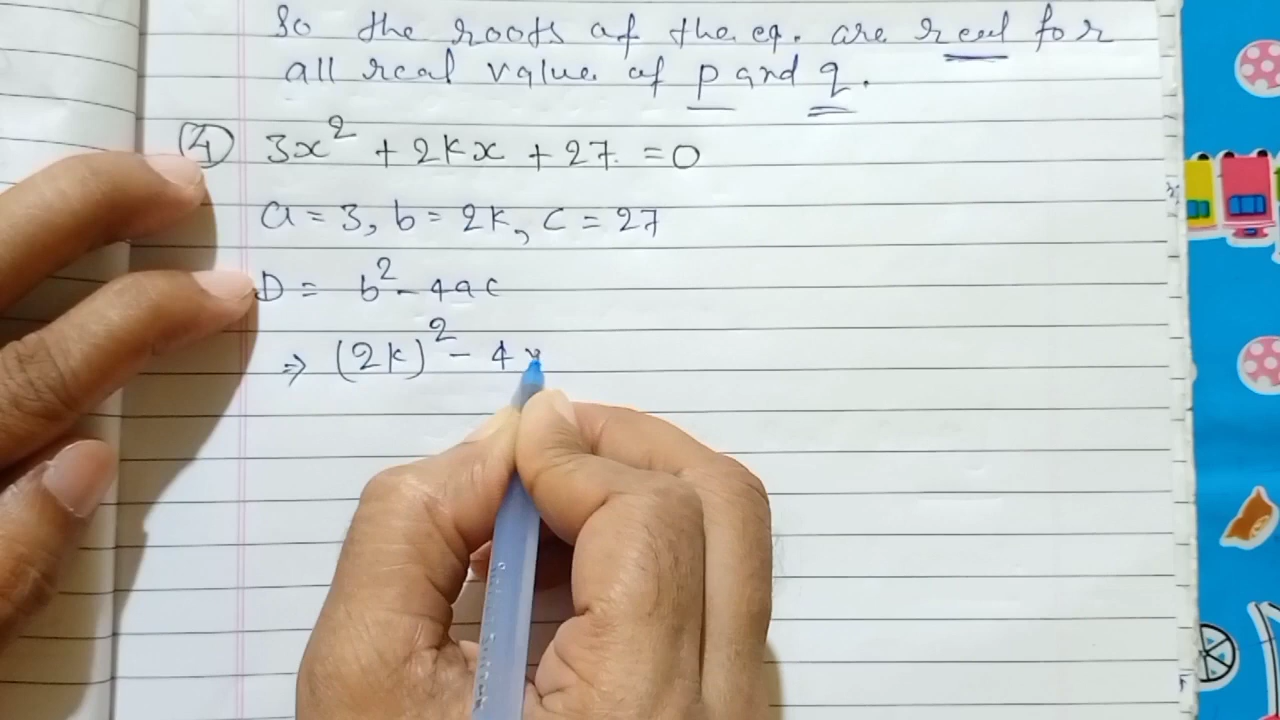 So the roots of the eq. are real for
all real value of p and q.
4 3x² + 2kx + 27 = 0
a = 3, b = 2k, c = 27
D = b² - 4ac
⇒ (2k)² - 4 ×